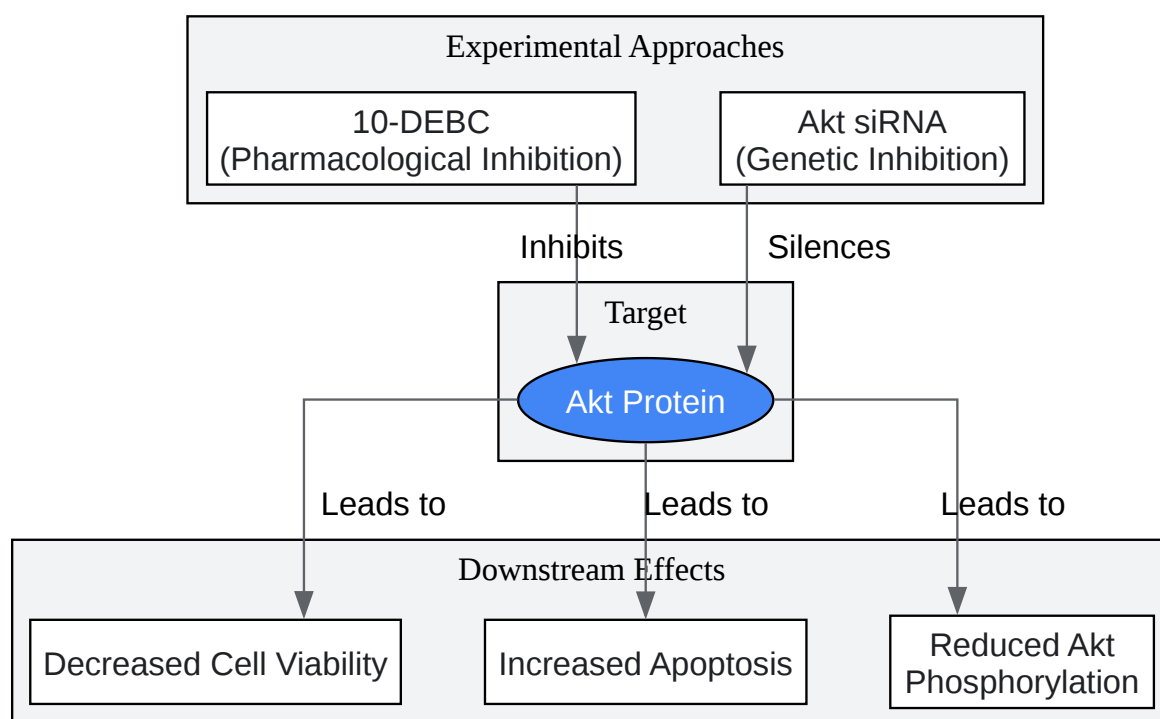 Experimental Approaches
10-DEBC
(Pharmacological Inhibition)
Akt siRNA
(Genetic Inhibition)
Inhibits
Silences
Target
Akt Protein
Leads to
Leads to
Leads to
Downstream Effects
Decreased Cell Viability
Increased Apoptosis
Reduced Akt
Phosphorylation